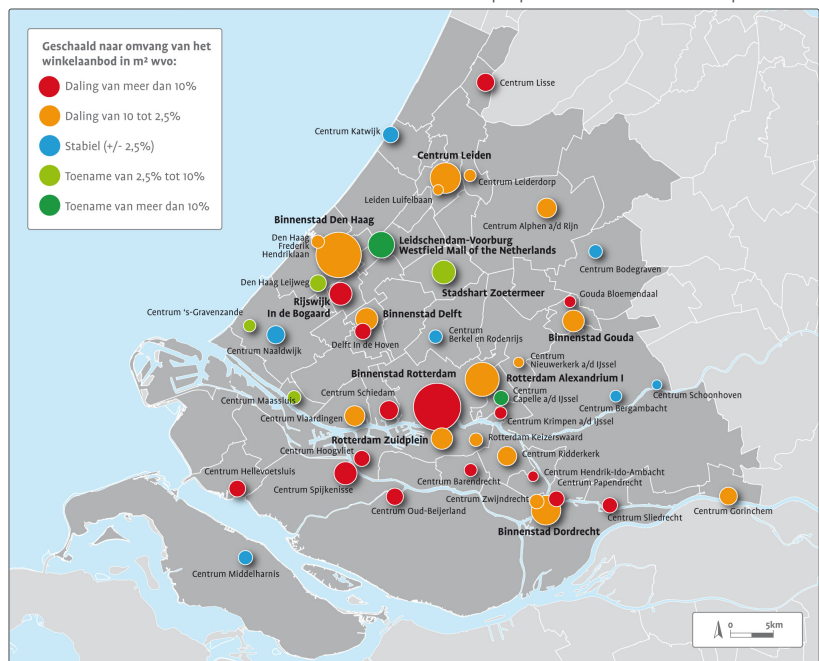 Geschaald naar omvang van het
winkelaanbod in m² wvo:
Daling van meer dan 10%
Daling van 10 tot 2,5%
Stabiel (+/- 2,5%)
Toename van 2,5% tot 10%
Toename van meer dan 10%
Centrum Lisse
Centrum Katwijk
Centrum Leiden
Centrum Leiderdorp
Leiden Luifelbaan
Centrum Alphen a/d Rijn
Binnenstad Den Haag
Den Haag
Frederik
Hendriklaan
Leidschendam-Voorburg
Westfield Mall of the Netherlands
Centrum Bodegraven
Den Haag Leijweg
Stadshart Zoetermeer
Gouda Bloemendaal
Rijswijk
In de Bogaard
Centrum 's-Gravenzande
Binnenstad Delft
Delft In de Hoven
Centrum
Berkel en Rodenrijs
Binnenstad Gouda
Centrum Naaldwijk
Centrum
Nieuwerkerk a/d IJssel
Binnenstad Rotterdam
Rotterdam Alexandrium I
Centrum Schoonhoven
Centrum Maassluis
Centrum Schiedam
Centrum
Capelle a/d IJssel
Centrum Bergambacht
Centrum Vlaardingen
Centrum Krimpen a/d IJssel
Rotterdam Zuidplein
Rotterdam Keizerswaard
Centrum Hoogvliet
Centrum Ridderkerk
Centrum Hellevoetsluis
Centrum Spijkenisse
Centrum Barendrecht
Centrum Hendrik-Ido-Ambacht
Centrum Papendrecht
Centrum Zwijndrecht
Centrum Oud-Beijerland
Centrum Sliedrecht
Centrum Gorinchem
Binnenstad Dordrecht
Centrum Middelharnis
0 5km